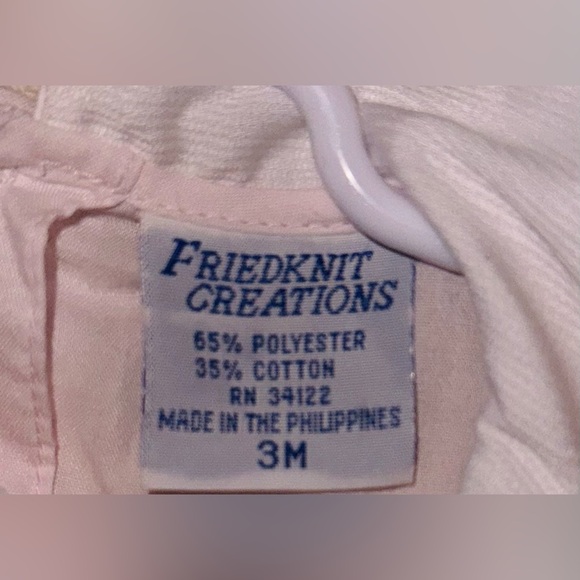 FRIEDKNIT
CREATIONS
65% POLYESTER
35% COTTON
RN 34122
MADE IN THE PHILIPPINES
3M